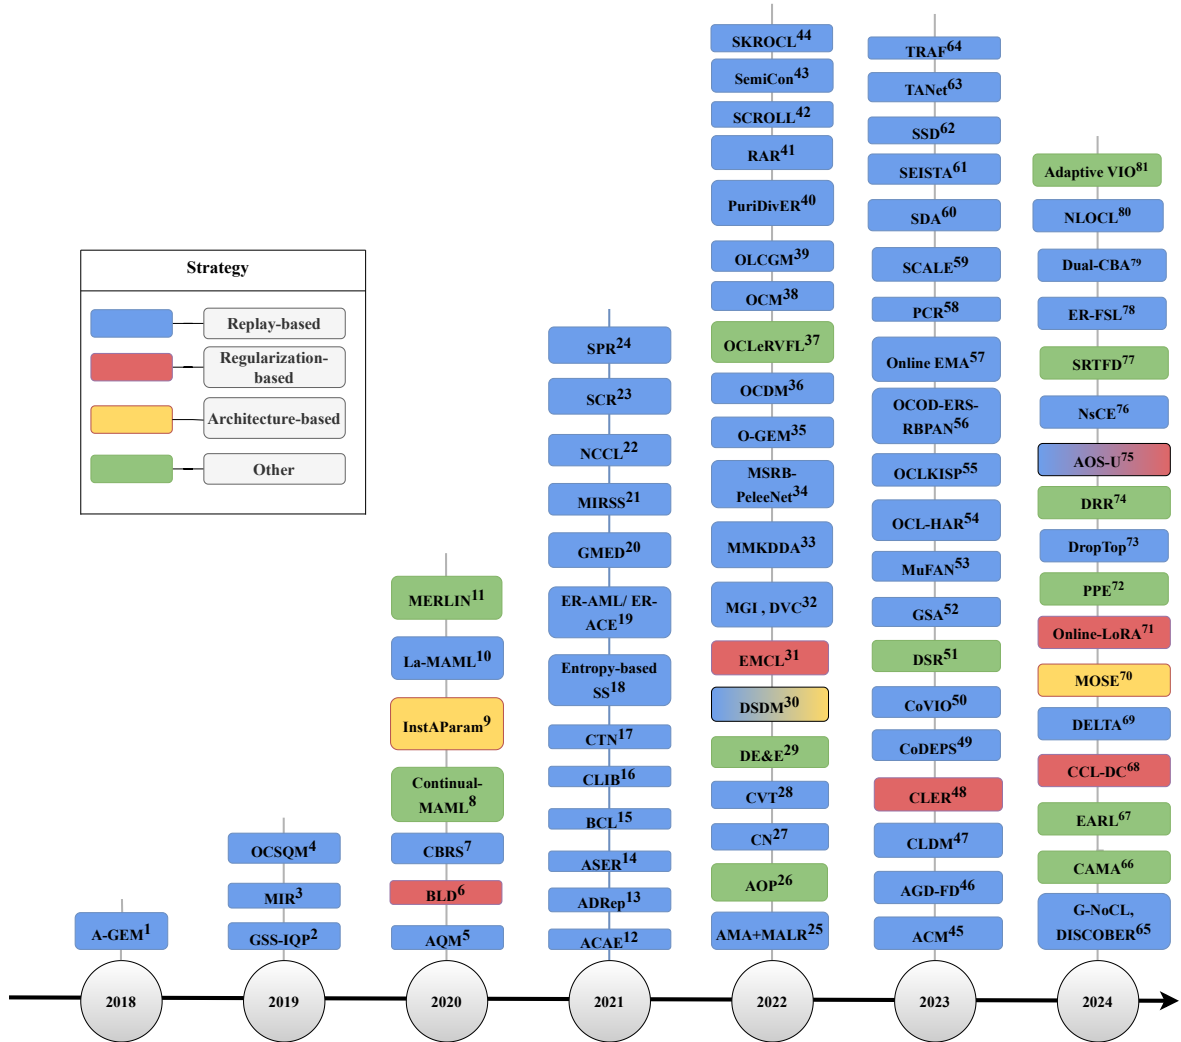 Strategy
Replay-based
Regularization-
based
Architecture-based
Other
A-GEM1
2018
OCSQM4
MIR3
GSS-IQP2
2019
MERLIN11
La-MAML10
InstAParam9
Continual-
MAML8
CBRS7
BLD6
AQM5
2020
SPR24
SCR23
NCCL22
MIRSS21
GMED20
ER-AML/ ER-
ACE19
Entropy-based
SS18
CTN17
CLIB16
BCL15
ASER14
ADRep13
ACAE12
2021
SKROCL44
SemiCon43
SCROLL42
RAR41
PuriDivER40
OLCGM39
OCM38
OCLeRVFL37
OCDM36
O-GEM35
MSRB-
PeleeNet34
MMKDDA33
MGI , DVC32
EMCL31
DSDM30
DE&E29
CVT28
CN27
AOP26
AMA+MALR25
2022
TRAF64
TANet63
SSD62
SEISTA61
SDA60
SCALE59
PCR58
Online EMA57
OCOD-ERS-
RBPAN56
OCLKISP55
OCL-HAR54
MuFAN53
GSA52
DSR51
CoVIO50
CoDEPS49
CLER48
CLDM47
AGD-FD46
ACM45
2023
Adaptive VIO81
NLOCL80
Dual-CBA79
ER-FSL78
SRTFD77
NsCE76
AOS-U75
DRR74
DropTop73
PPE72
Online-LoRA71
MOSE70
DELTA69
CCL-DC68
EARL67
CAMA66
G-NoCL,
DISCOBER65
2024